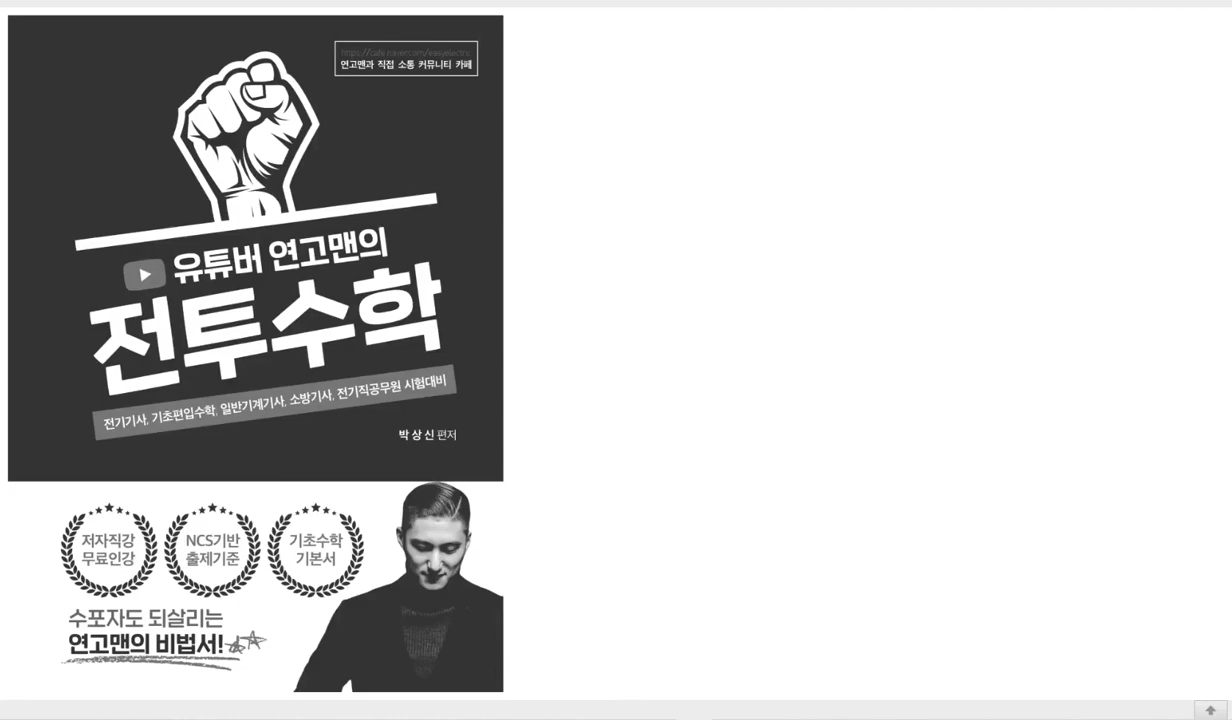 https://cafe.naver.com/easyelectric
연고맨과 직접 소통 커뮤니티 카페
유튜버 연고맨의
전투수학
전기기사, 기초편입수학, 일반기계기사, 소방기사, 전기직공무원 시험대비
박상신 편저
저자직강
무료인강
NCS기반
출제기준
기초수학
기본서
수포자도 되살리는
연고맨의 비법서!